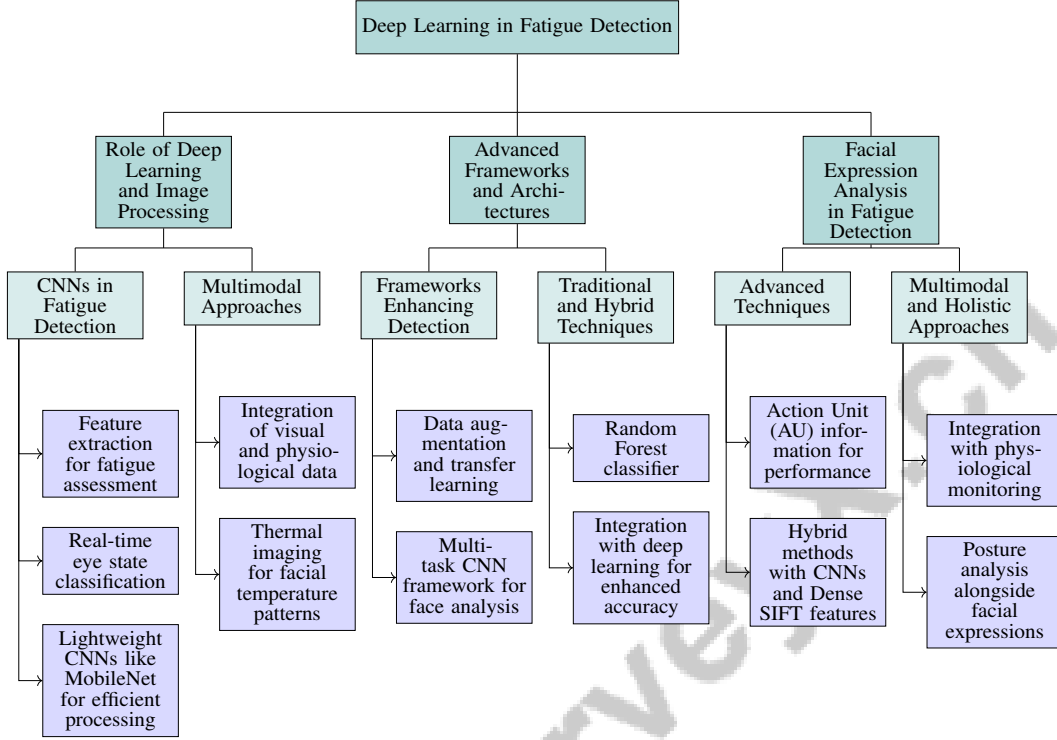 Deep Learning in Fatigue Detection
Role of Deep
Learning
and Image
Processing
Advanced
Frameworks
and Archi-
tectures
Facial
Expression
Analysis
in Fatigue
Detection
CNNs in
Fatigue
Detection
Multimodal
Approaches
Frameworks
Enhancing
Detection
Traditional
and Hybrid
Techniques
Advanced
Techniques
Multimodal
and Holistic
Approaches
Feature
extraction
for fatigue
assessment
Integration
of visual
and physio-
logical data
Data aug-
mentation
and transfer
learning
Random
Forest
classifier
Action Unit
(AU) infor-
mation for
performance
Integration
with phys-
iological
monitoring
Real-time
eye state
classification
Thermal
imaging
for facial
temperature
patterns
Multi-
task CNN
framework for
face analysis
Integration
with deep
learning for
enhanced
accuracy
Hybrid
methods
with CNNs
and Dense
SIFT features
Posture
analysis
alongside
facial
expressions
Lightweight
CNNs like
MobileNet
for efficient
processing